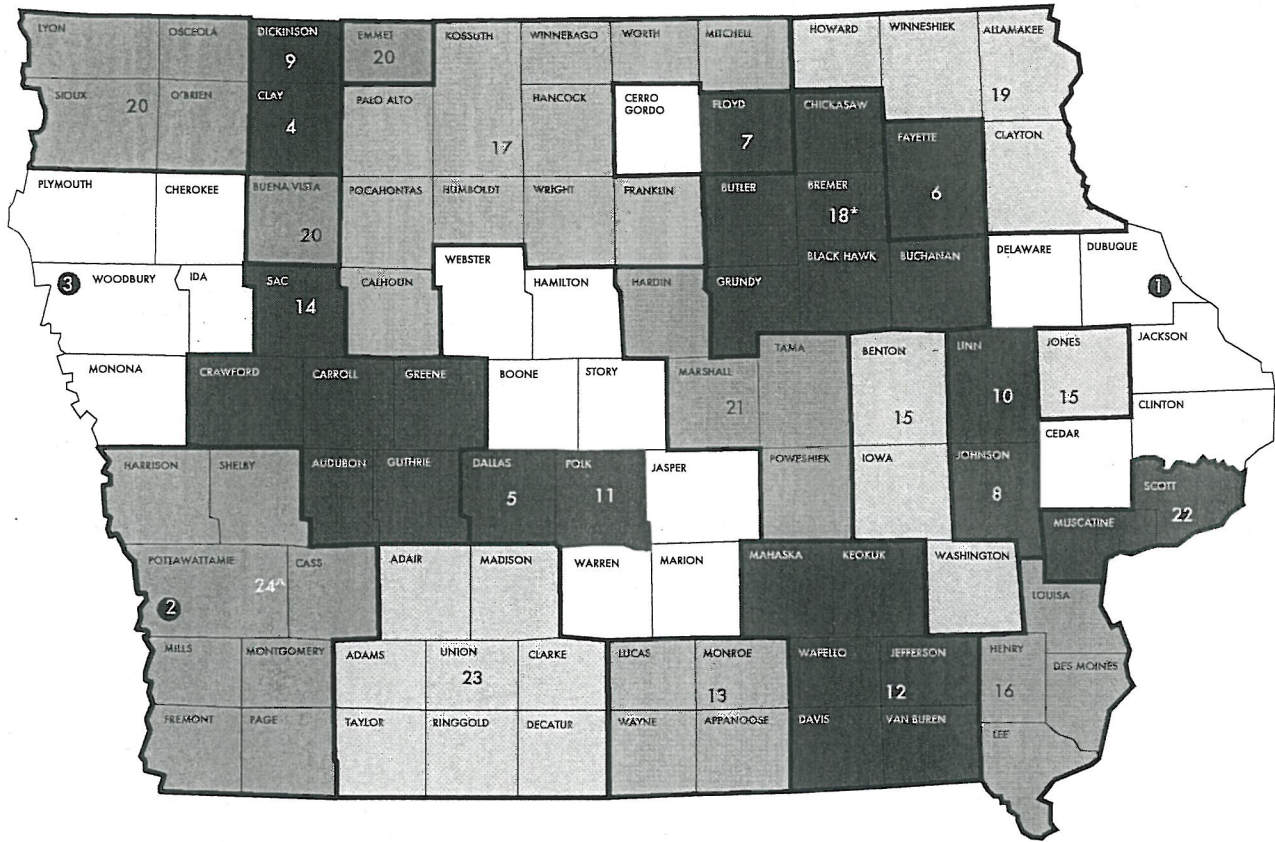 LYON
OSCEOLA
DICKINSON
9
EMMET
20
KOSSUTH
WINNEBAGO
WORTH
MITCHELL
HOWARD
WINNESHIEK
ALLAMAKEE
19
SIOUX
20
O'BRIEN
CLAY
4
PALO ALTO
17
HANCOCK
CERRO
GORDO
FLOYD
7
CHICKASAW
FAYETTE
6
CLAYTON
PLYMOUTH
CHEROKEE
BUENA VISTA
20
POCAHONTAS
HUMBOLDT
WRIGHT
FRANKLIN
BUTLER
BREMER
18*
3
WOODBURY
IDA
SAC
14
CALHOUN
WEBSTER
HAMILTON
HARDIN
GRUNDY
BLACK HAWK
BUCHANAN
DELAWARE
DUBUQUE
1
MONONA
CRAWFORD
CARROLL
GREENE
BOONE
STORY
MARSHALL
21
TAMA
BENTON
15
LINN
10
JONES
15
JACKSON
CLINTON
HARRISON
SHELBY
AUDUBON
GUTHRIE
DALLAS
5
POLK
11
JASPER
POWESHIEK
IOWA
JOHNSON
8
CEDAR
SCOTT
22
MUSCATINE
POTTAWATTAMIE
24^
2
CASS
ADAIR
MADISON
WARREN
MARION
MAHASKA
KEOKUK
WASHINGTON
LOUISA
MILLS
MONTGOMERY
ADAMS
UNION
23
CLARKE
LUCAS
MONROE
13
WAPELLO
JEFFERSON
12
HENRY
16
DES MOINES
FREMONT
PAGE
TAYLOR
RINGGOLD
DECATUR
WAYNE
APPANOOSE
DAVIS
VAN BUREN
LEE